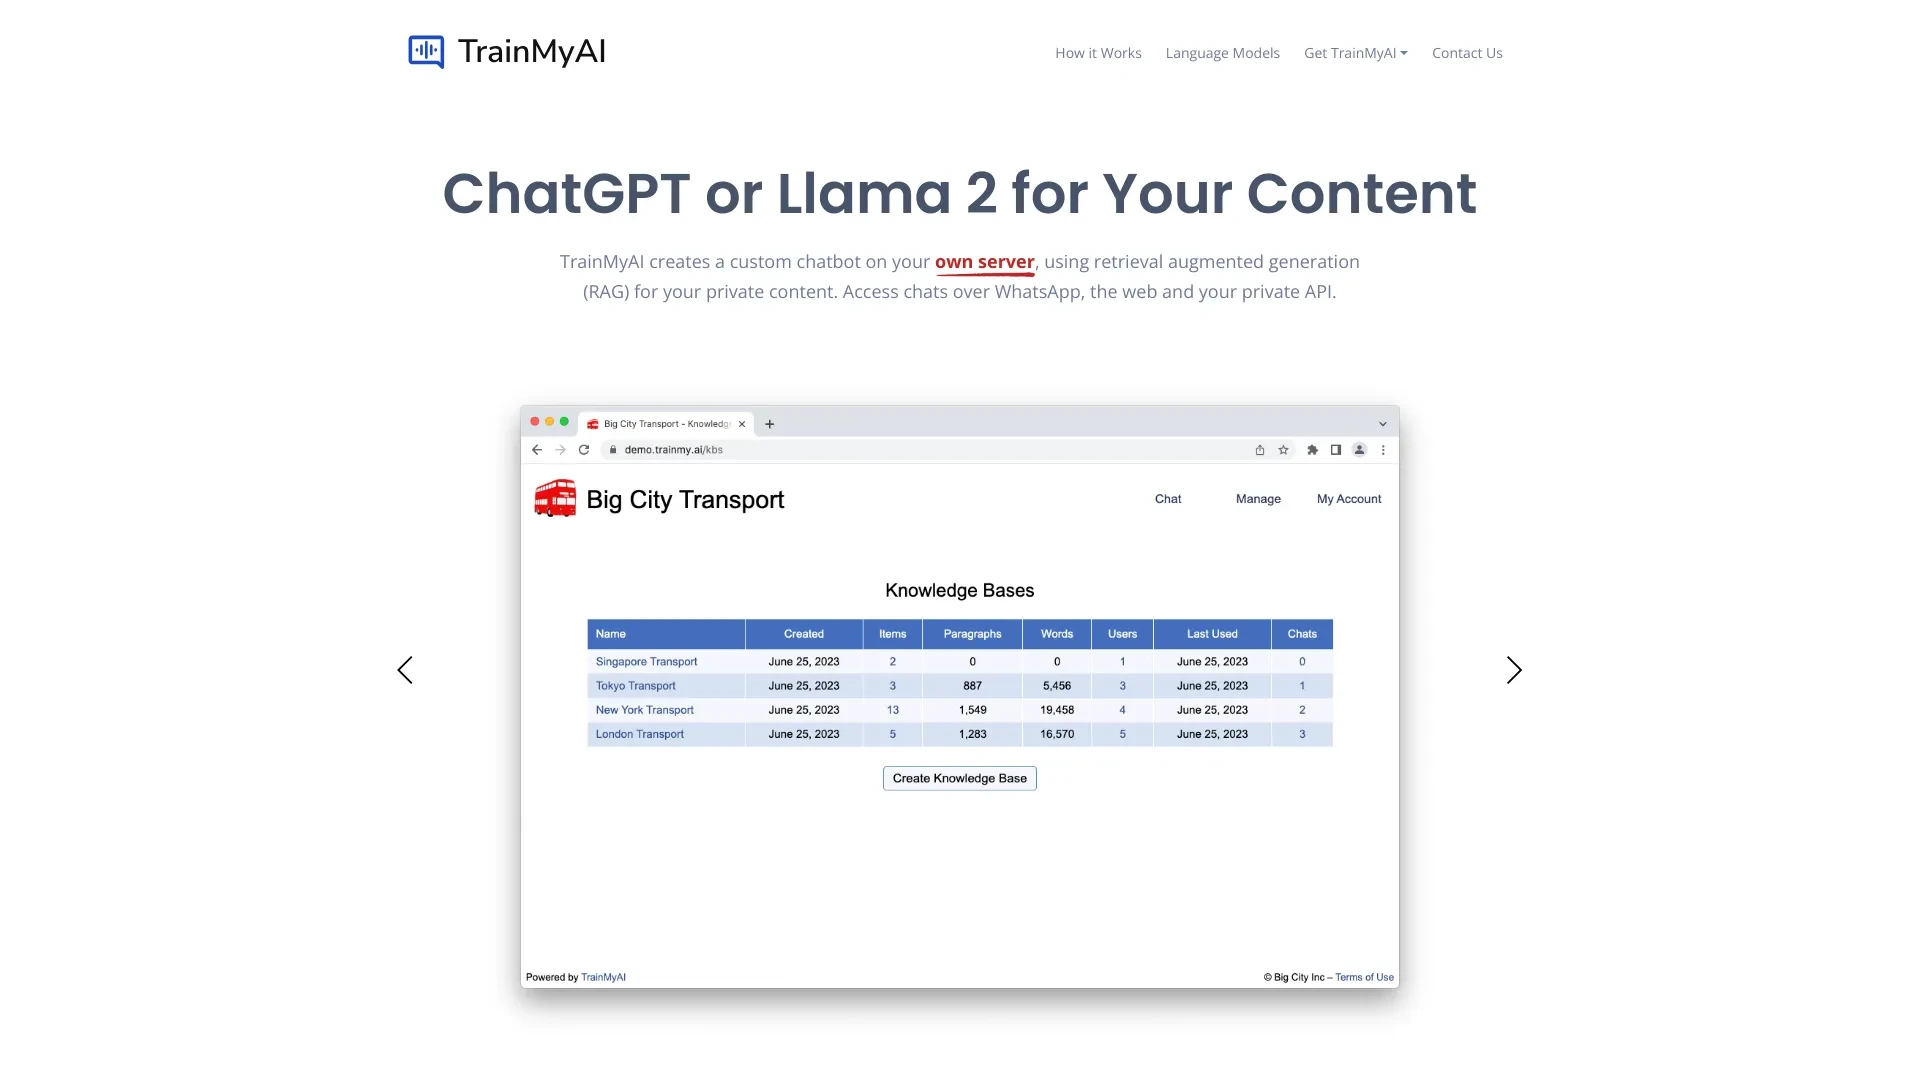 TrainMyAI
How it Works
Language Models
Get TrainMyAI
Contact Us
ChatGPT or Llama 2 for Your Content
TrainMyAI creates a custom chatbot on your own server, using retrieval augmented generation
(RAG) for your private content. Access chats over WhatsApp, the web and your private API.
Big City Transport - Knowledg
demo.trainmy.ai/kbs
Big City Transport
Chat
Manage
My Account
Knowledge Bases
Name Created Items Paragraphs Words Users Last Used Chats
Singapore Transport June 25, 2023 2 0 0 1 June 25, 2023 0
Tokyo Transport June 25, 2023 3 887 5,456 3 June 25, 2023 1
New York Transport June 25, 2023 13 1,549 19,458 4 June 25, 2023 2
London Transport June 25, 2023 5 1,283 16,570 5 June 25, 2023 3
Create Knowledge Base
Powered by TrainMyAI
© Big City Inc – Terms of Use